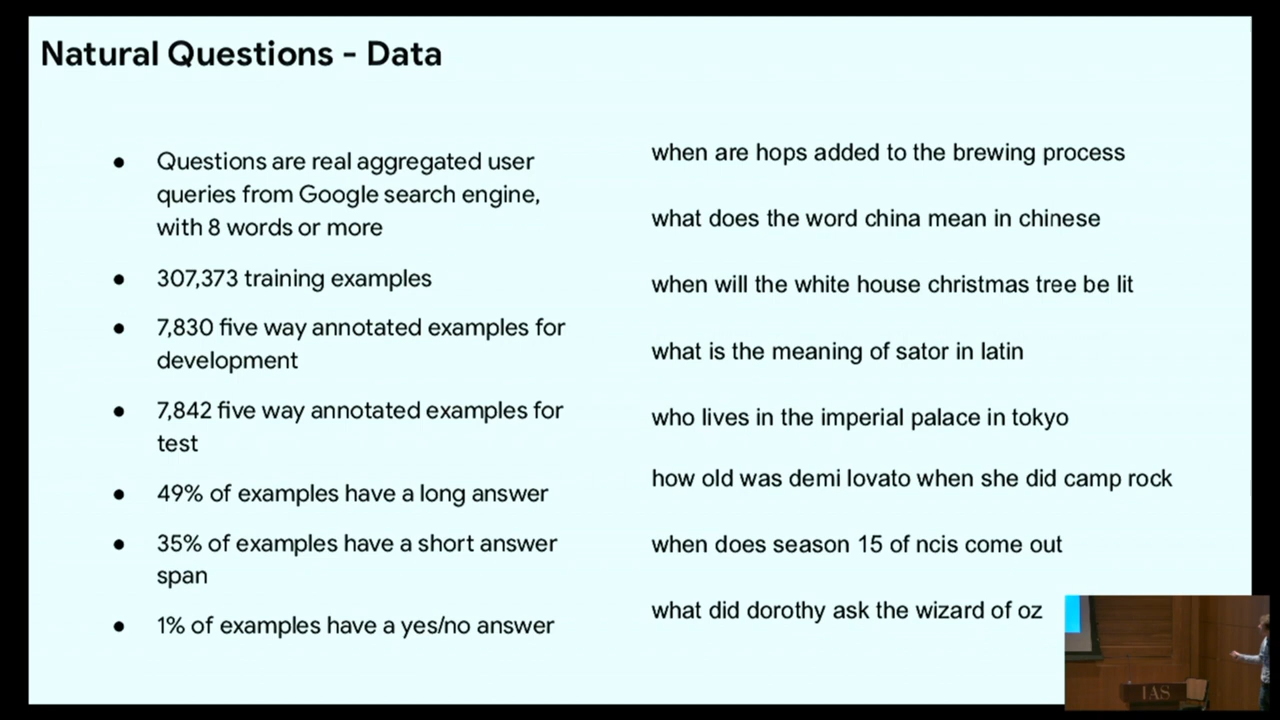 Natural Questions - Data
● Questions are real aggregated user
queries from Google search engine,
with 8 words or more
● 307,373 training examples
● 7,830 five way annotated examples for
development
● 7,842 five way annotated examples for
test
● 49% of examples have a long answer
● 35% of examples have a short answer
span
● 1% of examples have a yes/no answer
when are hops added to the brewing process
what does the word china mean in chinese
when will the white house christmas tree be lit
what is the meaning of sator in latin
who lives in the imperial palace in tokyo
how old was demi lovato when she did camp rock
when does season 15 of ncis come out
what did dorothy ask the wizard of oz
IAS